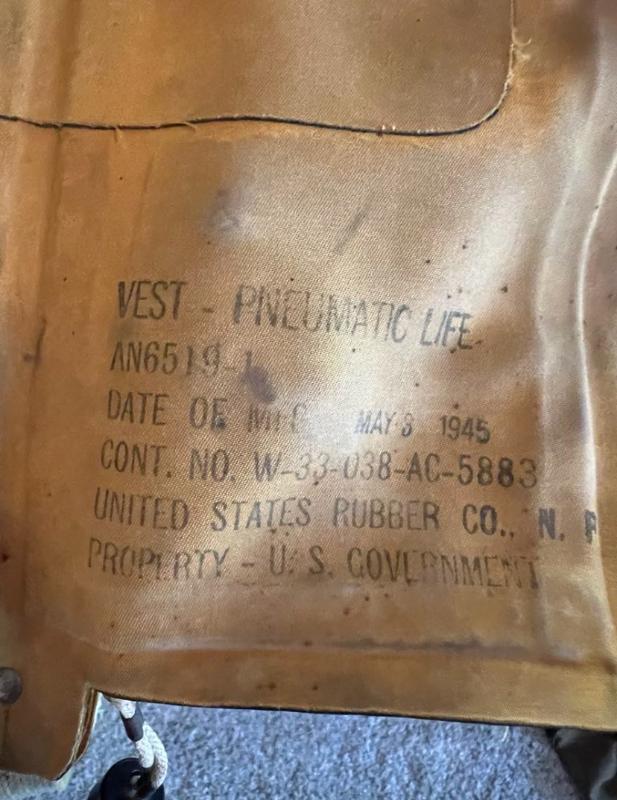 VEST - PNEUMATIC LIFE
AN6519-1
DATE OF MFG. MAY 8 1945
CONT. NO. W-33-038-AC-5883
UNITED STATES RUBBER CO., N.
PROPERTY - U. S. GOVERNMENT